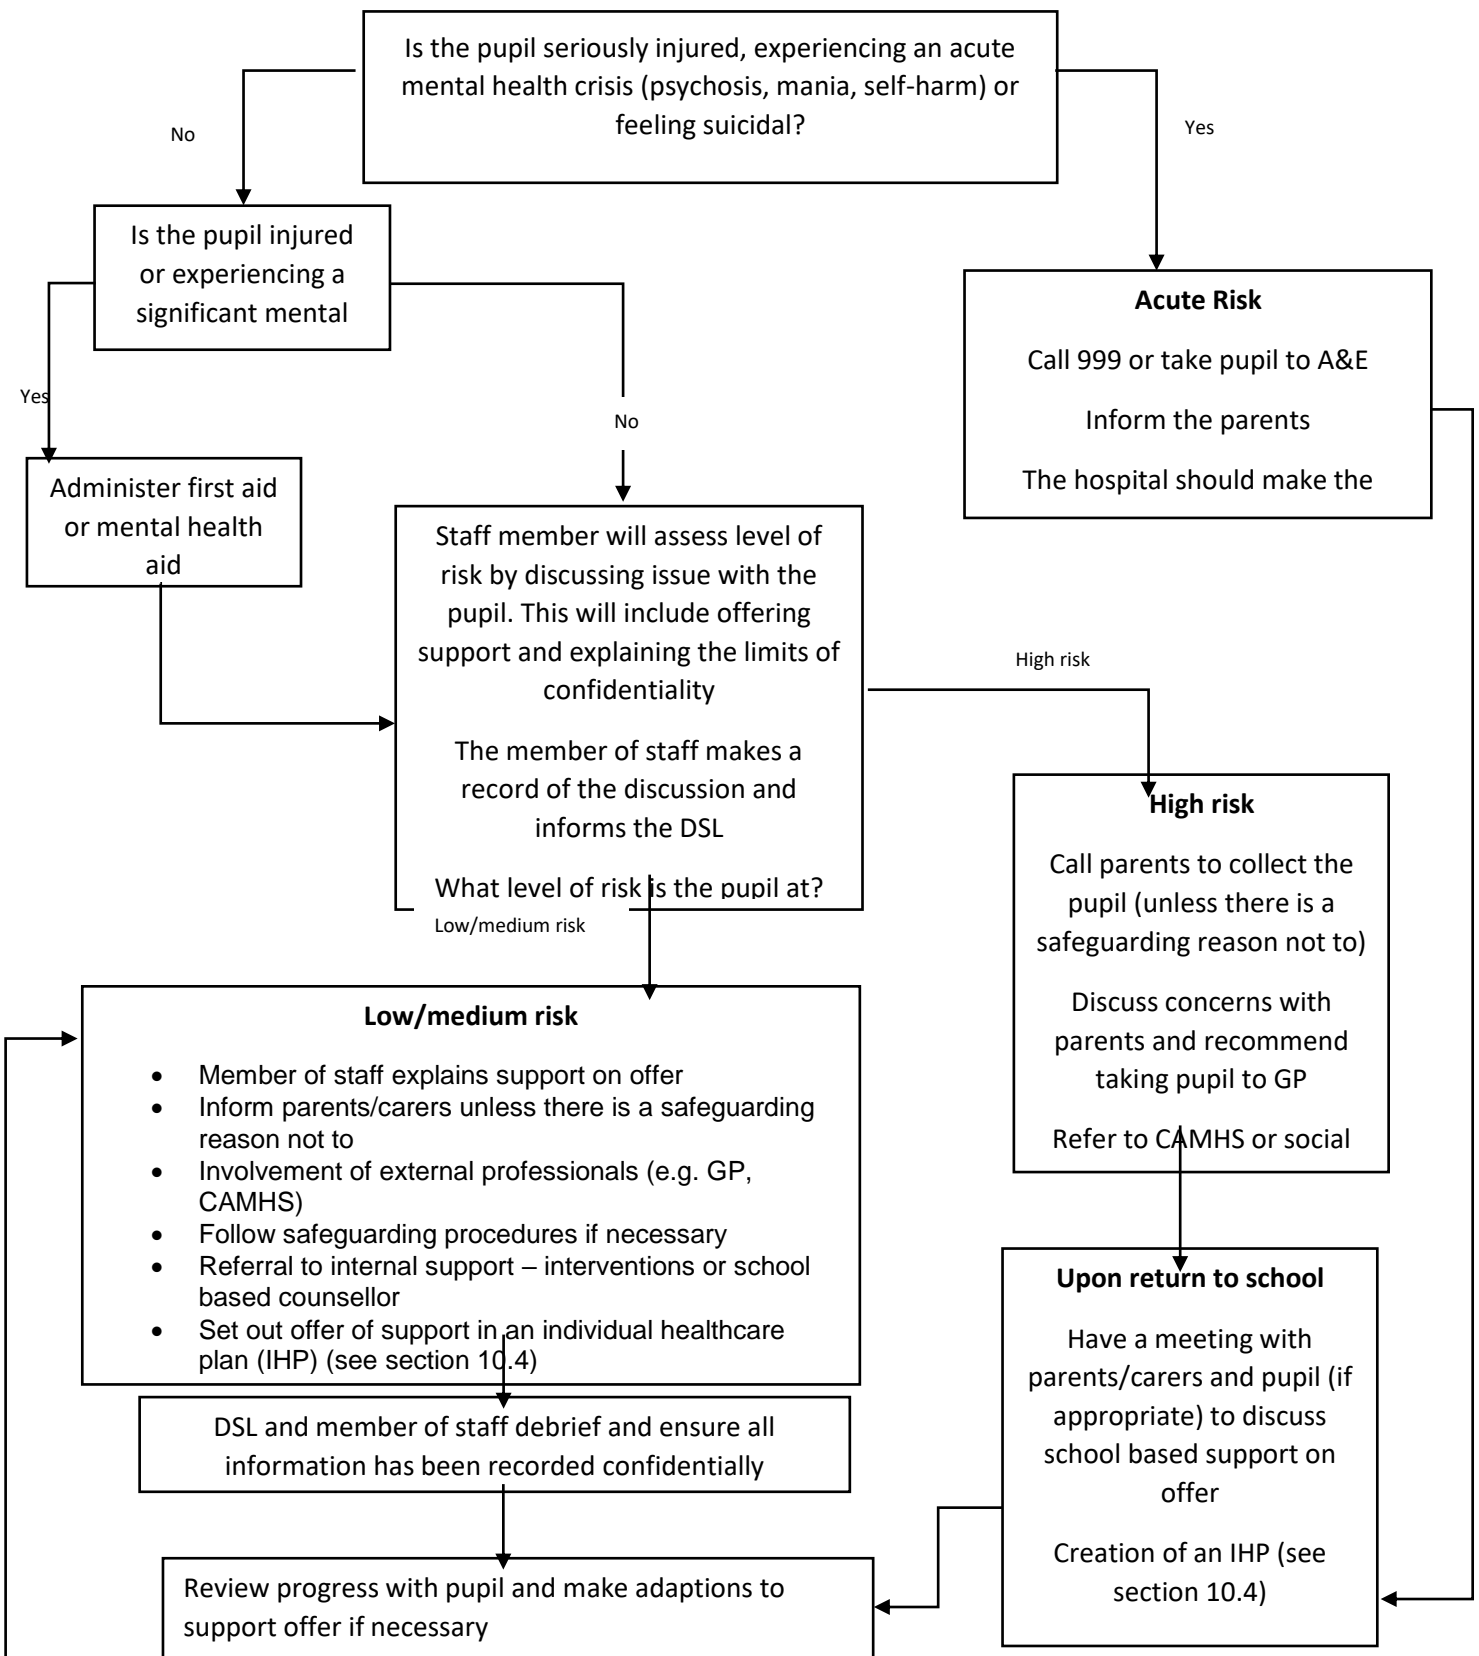 Is the pupil seriously injured, experiencing an acute
mental health crisis (psychosis, mania, self-harm) or
feeling suicidal?
No
Yes
Is the pupil injured
or experiencing a
significant mental
Acute Risk
Call 999 or take pupil to A&E
Inform the parents
The hospital should make the
Yes
No
Administer first aid
or mental health
aid
Staff member will assess level of
risk by discussing issue with the
pupil. This will include offering
support and explaining the limits of
confidentiality
The member of staff makes a
record of the discussion and
informs the DSL
What level of risk is the pupil at?
High risk
Low/medium risk
High risk
Call parents to collect the
pupil (unless there is a
safeguarding reason not to)
Discuss concerns with
parents and recommend
taking pupil to GP
Refer to CAMHS or social
Low/medium risk
• Member of staff explains support on offer
• Inform parents/carers unless there is a safeguarding
reason not to
• Involvement of external professionals (e.g. GP,
CAMHS)
• Follow safeguarding procedures if necessary
• Referral to internal support – interventions or school
based counsellor
• Set out offer of support in an individual healthcare
plan (IHP) (see section 10.4)
Upon return to school
Have a meeting with
parents/carers and pupil (if
appropriate) to discuss
school based support on
offer
Creation of an IHP (see
section 10.4)
DSL and member of staff debrief and ensure all
information has been recorded confidentially
Review progress with pupil and make adaptions to
support offer if necessary